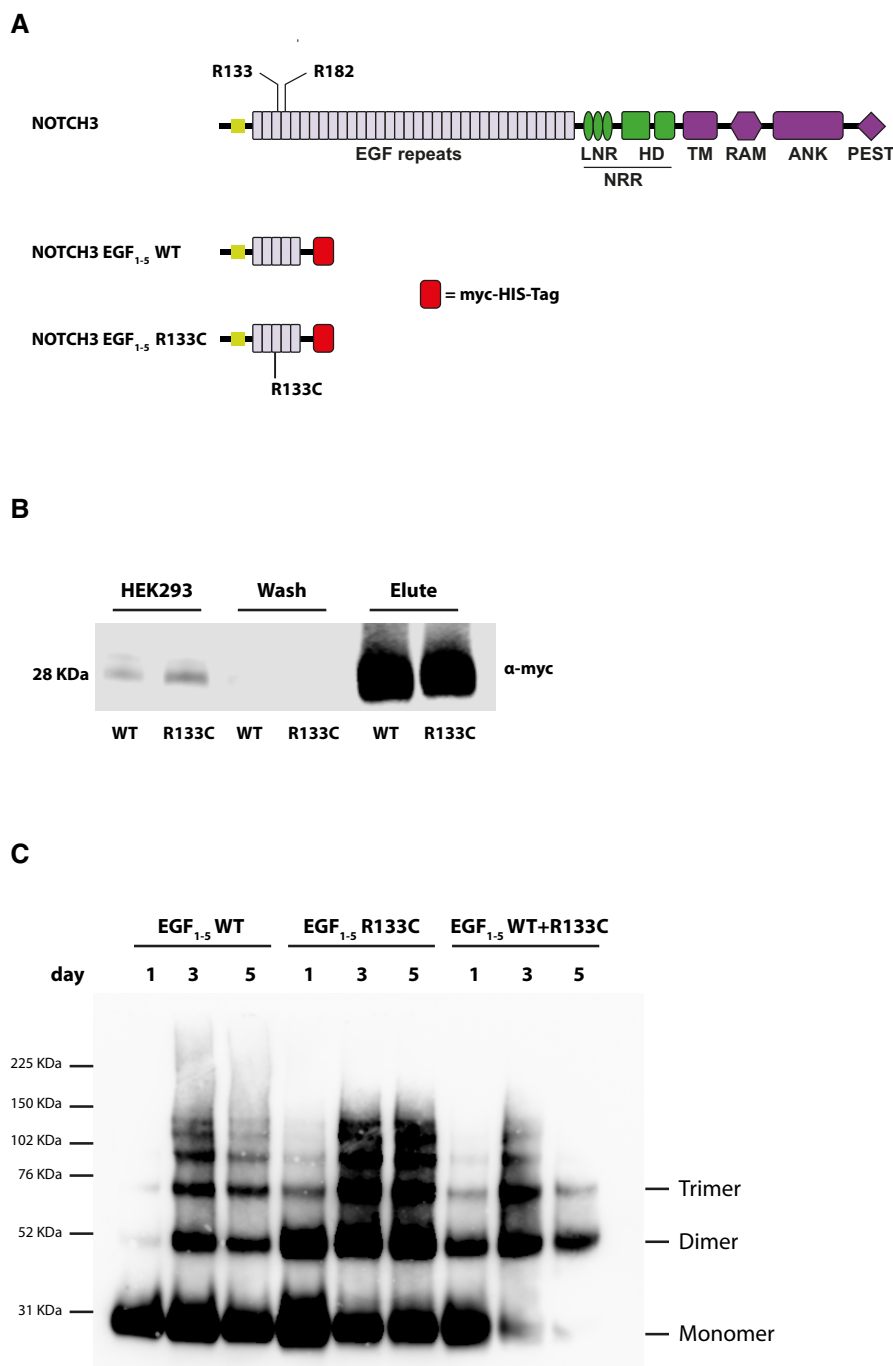 A
R133 R182
NOTCH3
EGF repeats
LNR HD TM RAM ANK PEST
NRR
NOTCH3 EGF1-5 WT
= myc-HIS-Tag
NOTCH3 EGF1-5 R133C
R133C
B
HEK293 Wash Elute
28 KDa α-myc
WT R133C WT R133C WT R133C
C
EGF1-5 WT EGF1-5 R133C EGF1-5 WT+R133C
day 1 3 5 1 3 5 1 3 5
225 KDa
150 KDa
102 KDa
76 KDa
Trimer
52 KDa
Dimer
31 KDa
Monomer